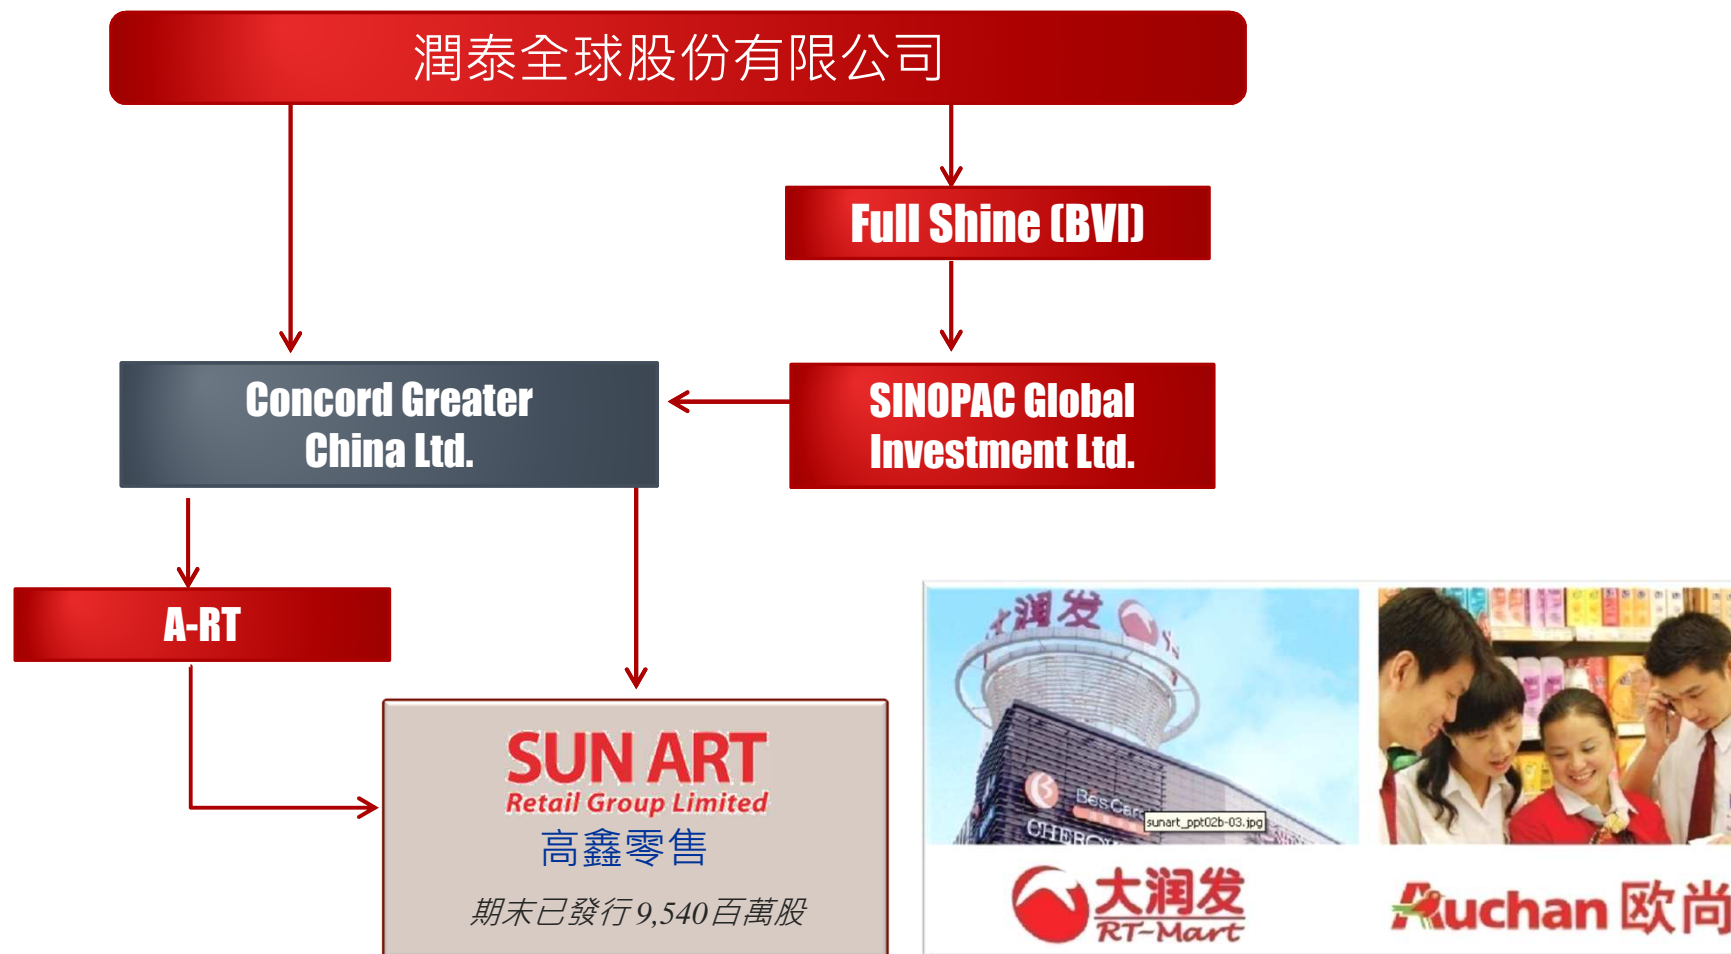 潤泰全球股份有限公司
Full Shine (BVI)
Concord Greater
China Ltd.
SINOPAC Global
Investment Ltd.
A-RT
SUN ART
Retail Group Limited
高鑫零售
期末已發行9,540百萬股
润发
sunart_ppt02b-03.jpg
大润发
RT-Mart
Auchan 欧尚